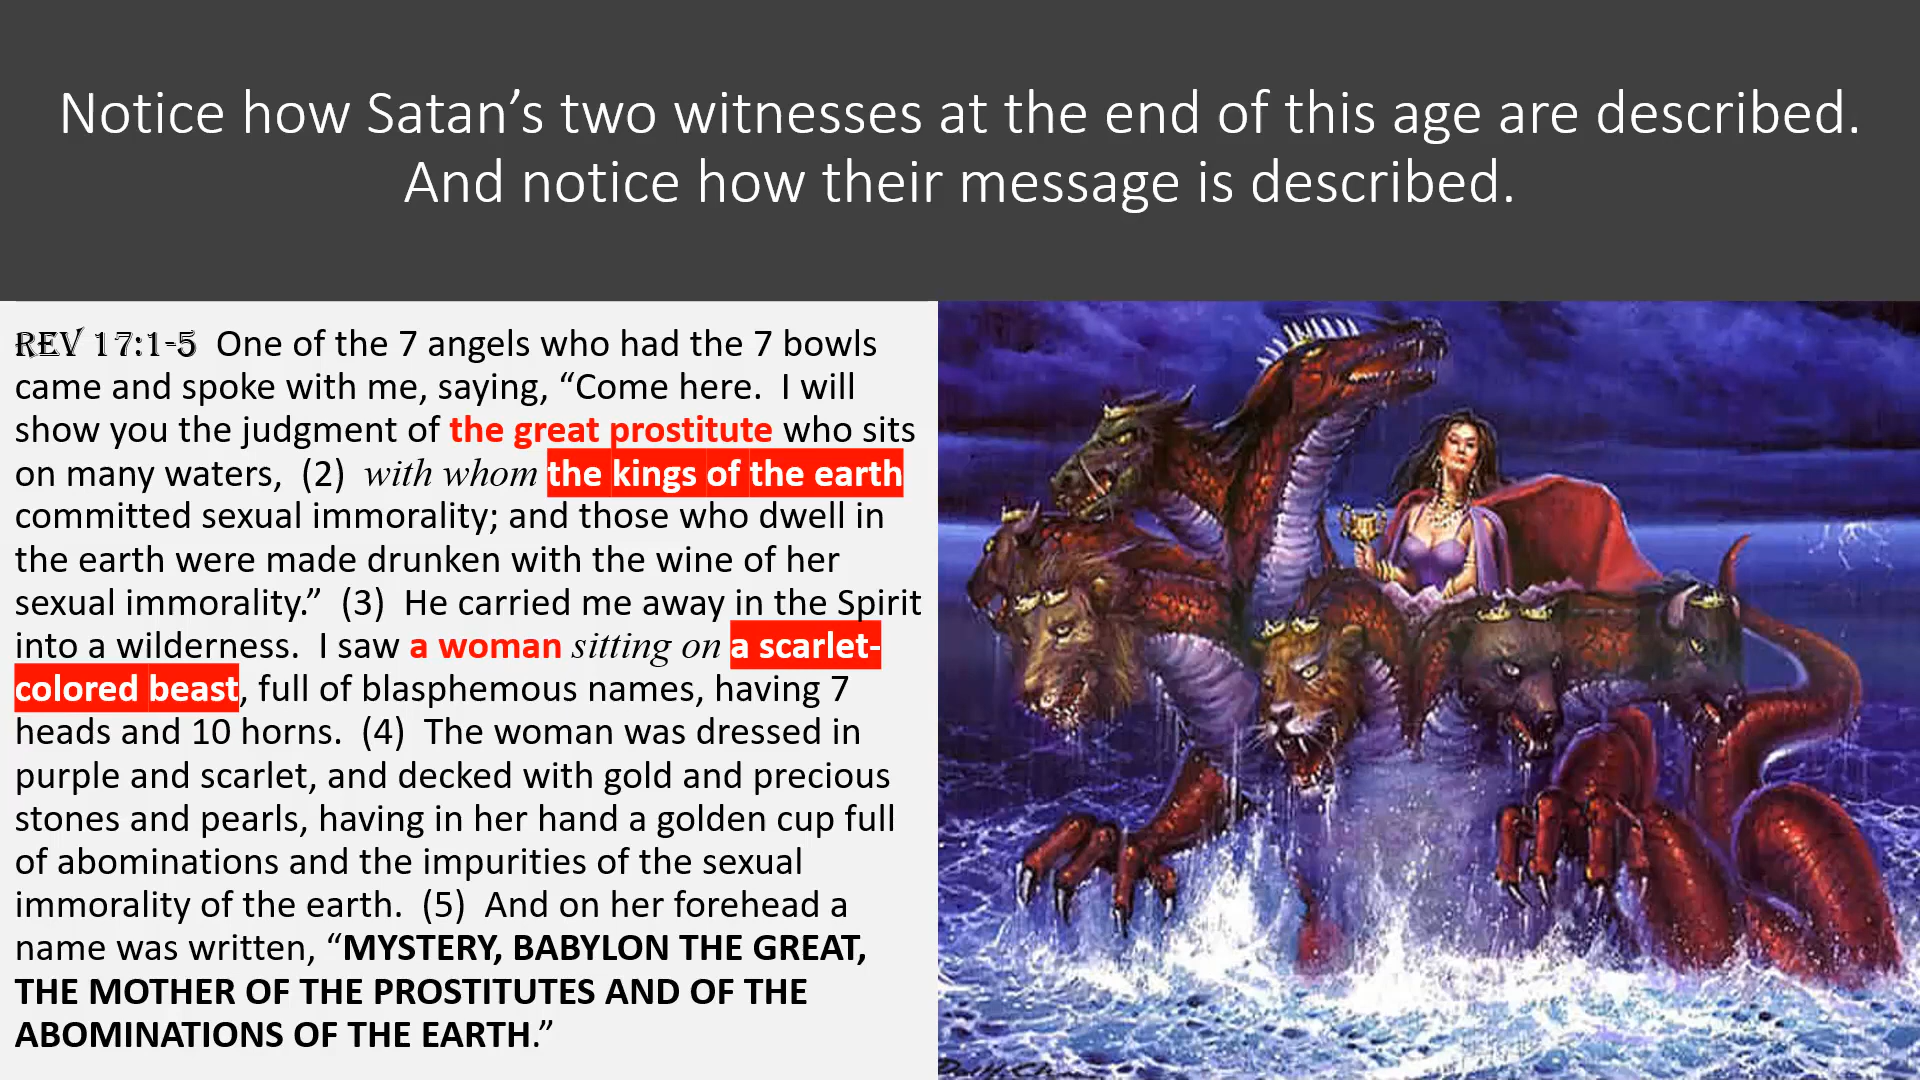 Notice how Satan’s two witnesses at the end of this age are described.
And notice how their message is described.
REV 17:1-5  One of the 7 angels who had the 7 bowls
came and spoke with me, saying, “Come here.  I will
show you the judgment of the great prostitute who sits
on many waters,  (2)  with whom the kings of the earth
committed sexual immorality; and those who dwell in
the earth were made drunken with the wine of her
sexual immorality.”  (3)  He carried me away in the Spirit
into a wilderness.  I saw a woman sitting on a scarlet-
colored beast, full of blasphemous names, having 7
heads and 10 horns.  (4)  The woman was dressed in
purple and scarlet, and decked with gold and precious
stones and pearls, having in her hand a golden cup full
of abominations and the impurities of the sexual
immorality of the earth.  (5)  And on her forehead a
name was written, “MYSTERY, BABYLON THE GREAT,
THE MOTHER OF THE PROSTITUTES AND OF THE
ABOMINATIONS OF THE EARTH.”